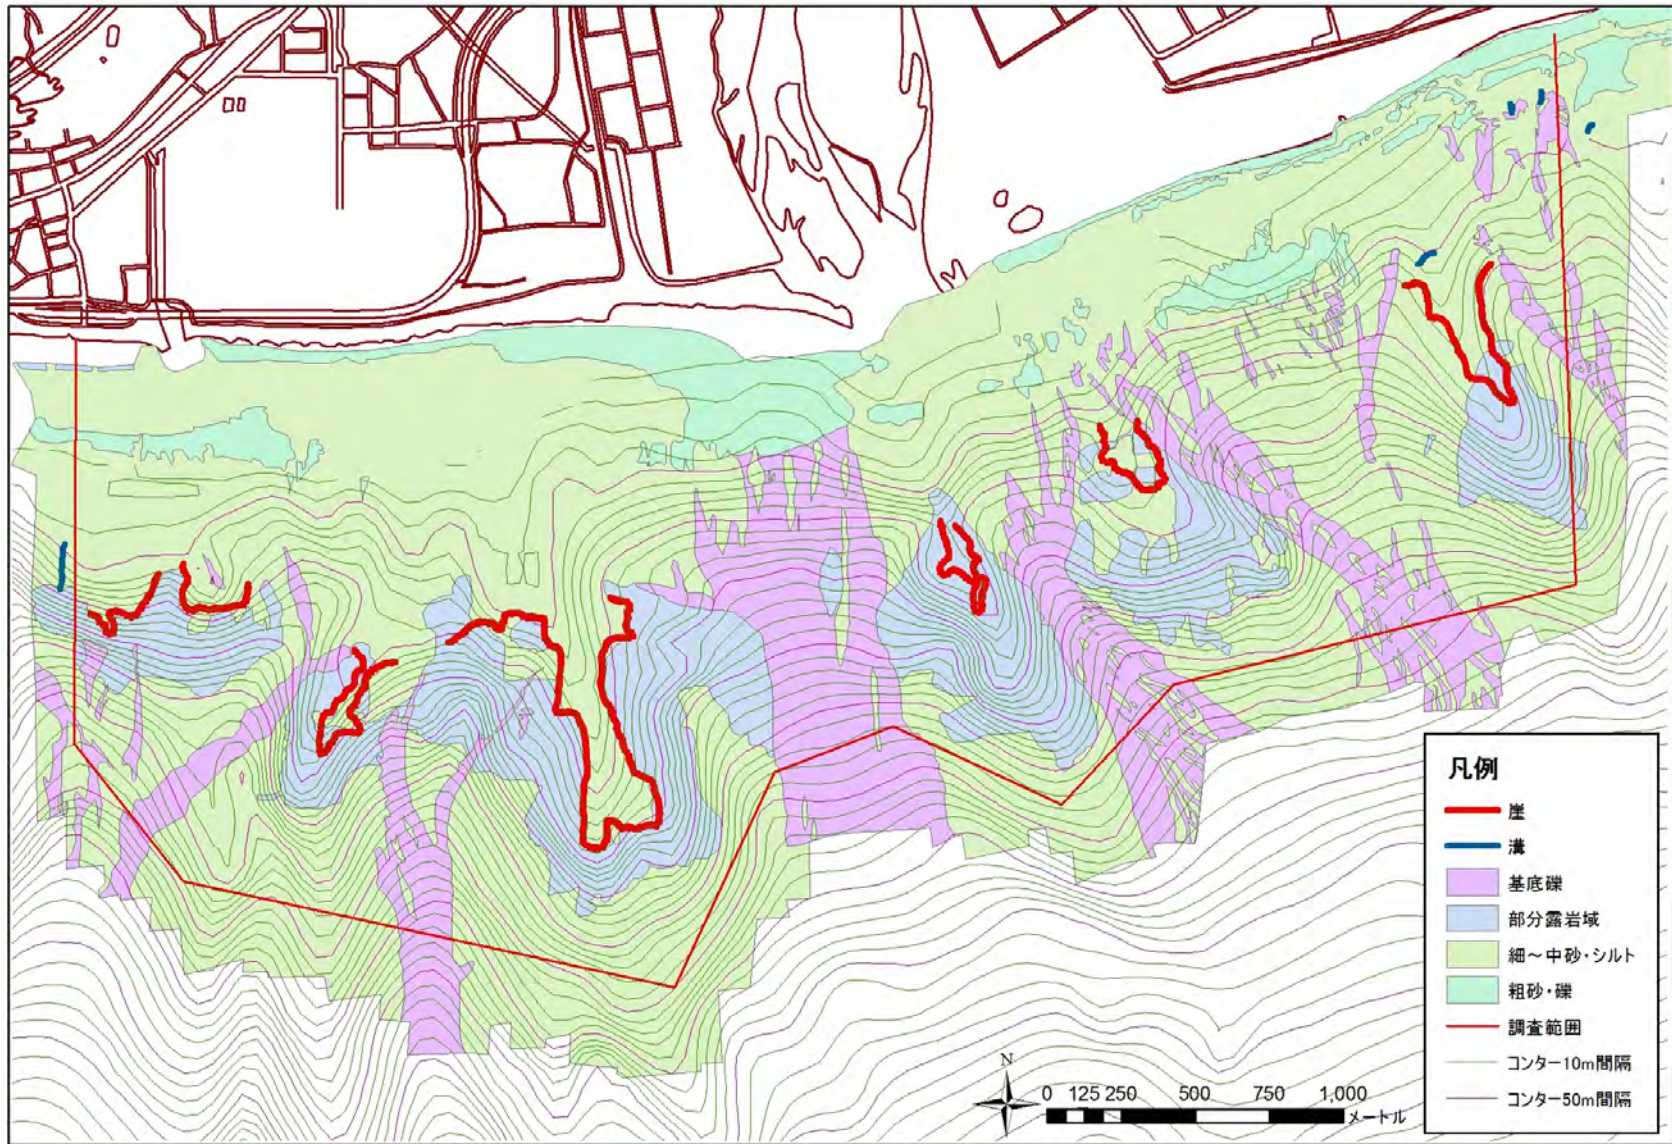 凡例
崖
溝
基底礫
部分露岩域
細～中砂・シルト
粗砂・礫
調査範囲
コンター10m間隔
コンター50m間隔
N
0 125 250 500 750 1,000
メートル